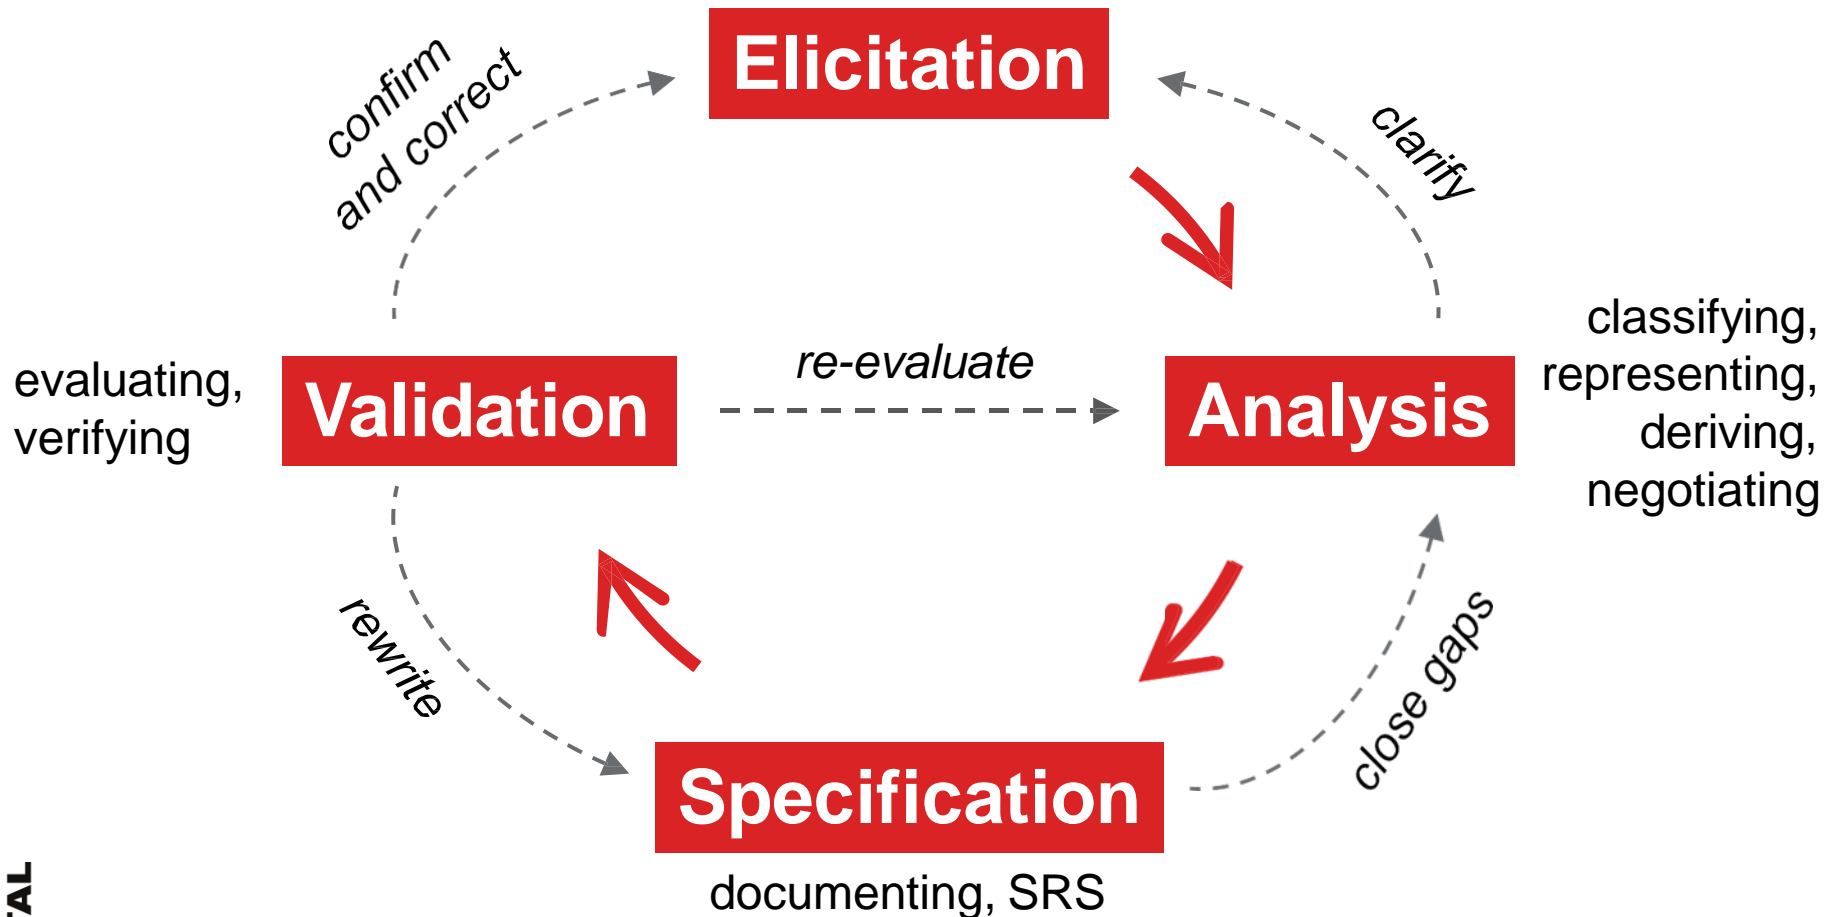 Elicitation
confirm
and correct
clarify
evaluating,
verifying
Validation
re-evaluate
Analysis
classifying,
representing,
deriving,
negotiating
rewrite
close gaps
Specification
documenting, SRS